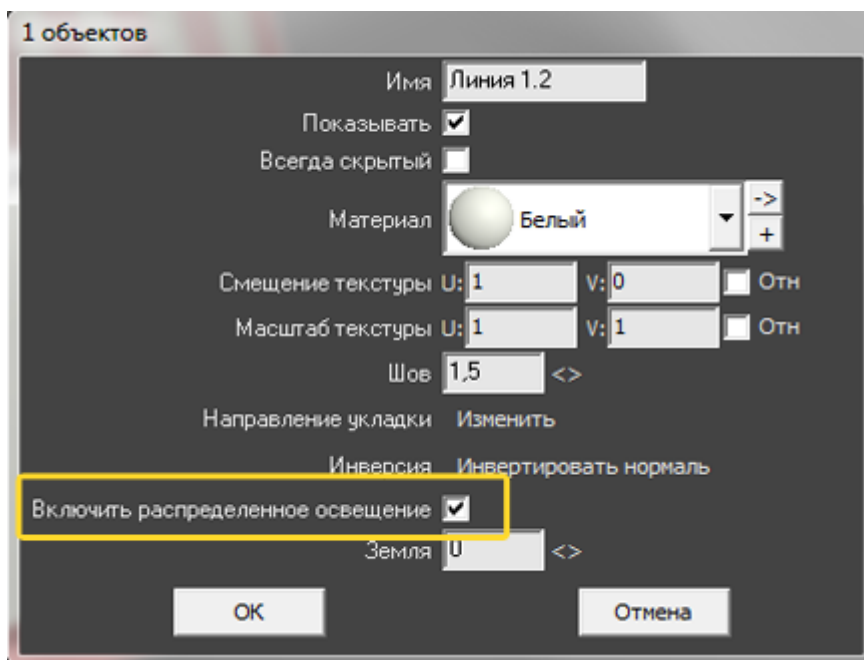 1 объектов
Имя Линия 1.2
Показывать
Всегда скрытый
Материал Белый ->
+
Смещение текстуры U: 1 V: 0 Отн
Масштаб текстуры U: 1 V: 1 Отн
Шов 1,5 <>
Направление укладки Изменить
Инверсия Инвертировать нормаль
Включить распределенное освещение
Земля 0 <>
OK Отмена